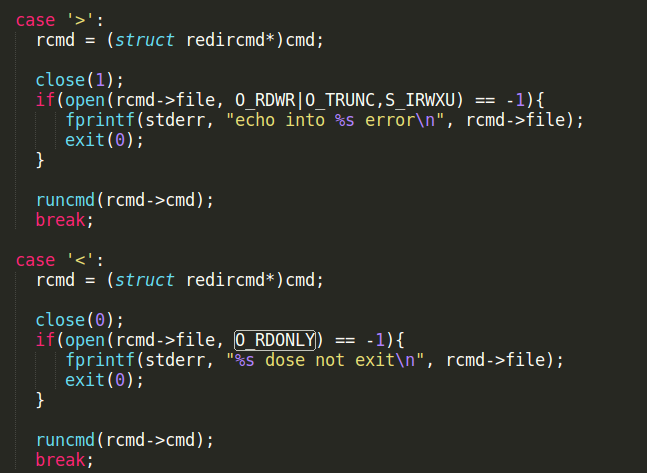 case '>':
rcmd = (struct redircmd*)cmd;
close(1);
if(open(rcmd->file, O_RDWR|O_TRUNC,S_IRWXU) == -1){
fprintf(stderr, "echo into %s error\n", rcmd->file);
exit(0);
}
runcmd(rcmd->cmd);
break;
case '<':
rcmd = (struct redircmd*)cmd;
close(0);
if(open(rcmd->file, O_RDONLY) == -1){
fprintf(stderr, "%s dose not exit\n", rcmd->file);
exit(0);
}
runcmd(rcmd->cmd);
break;